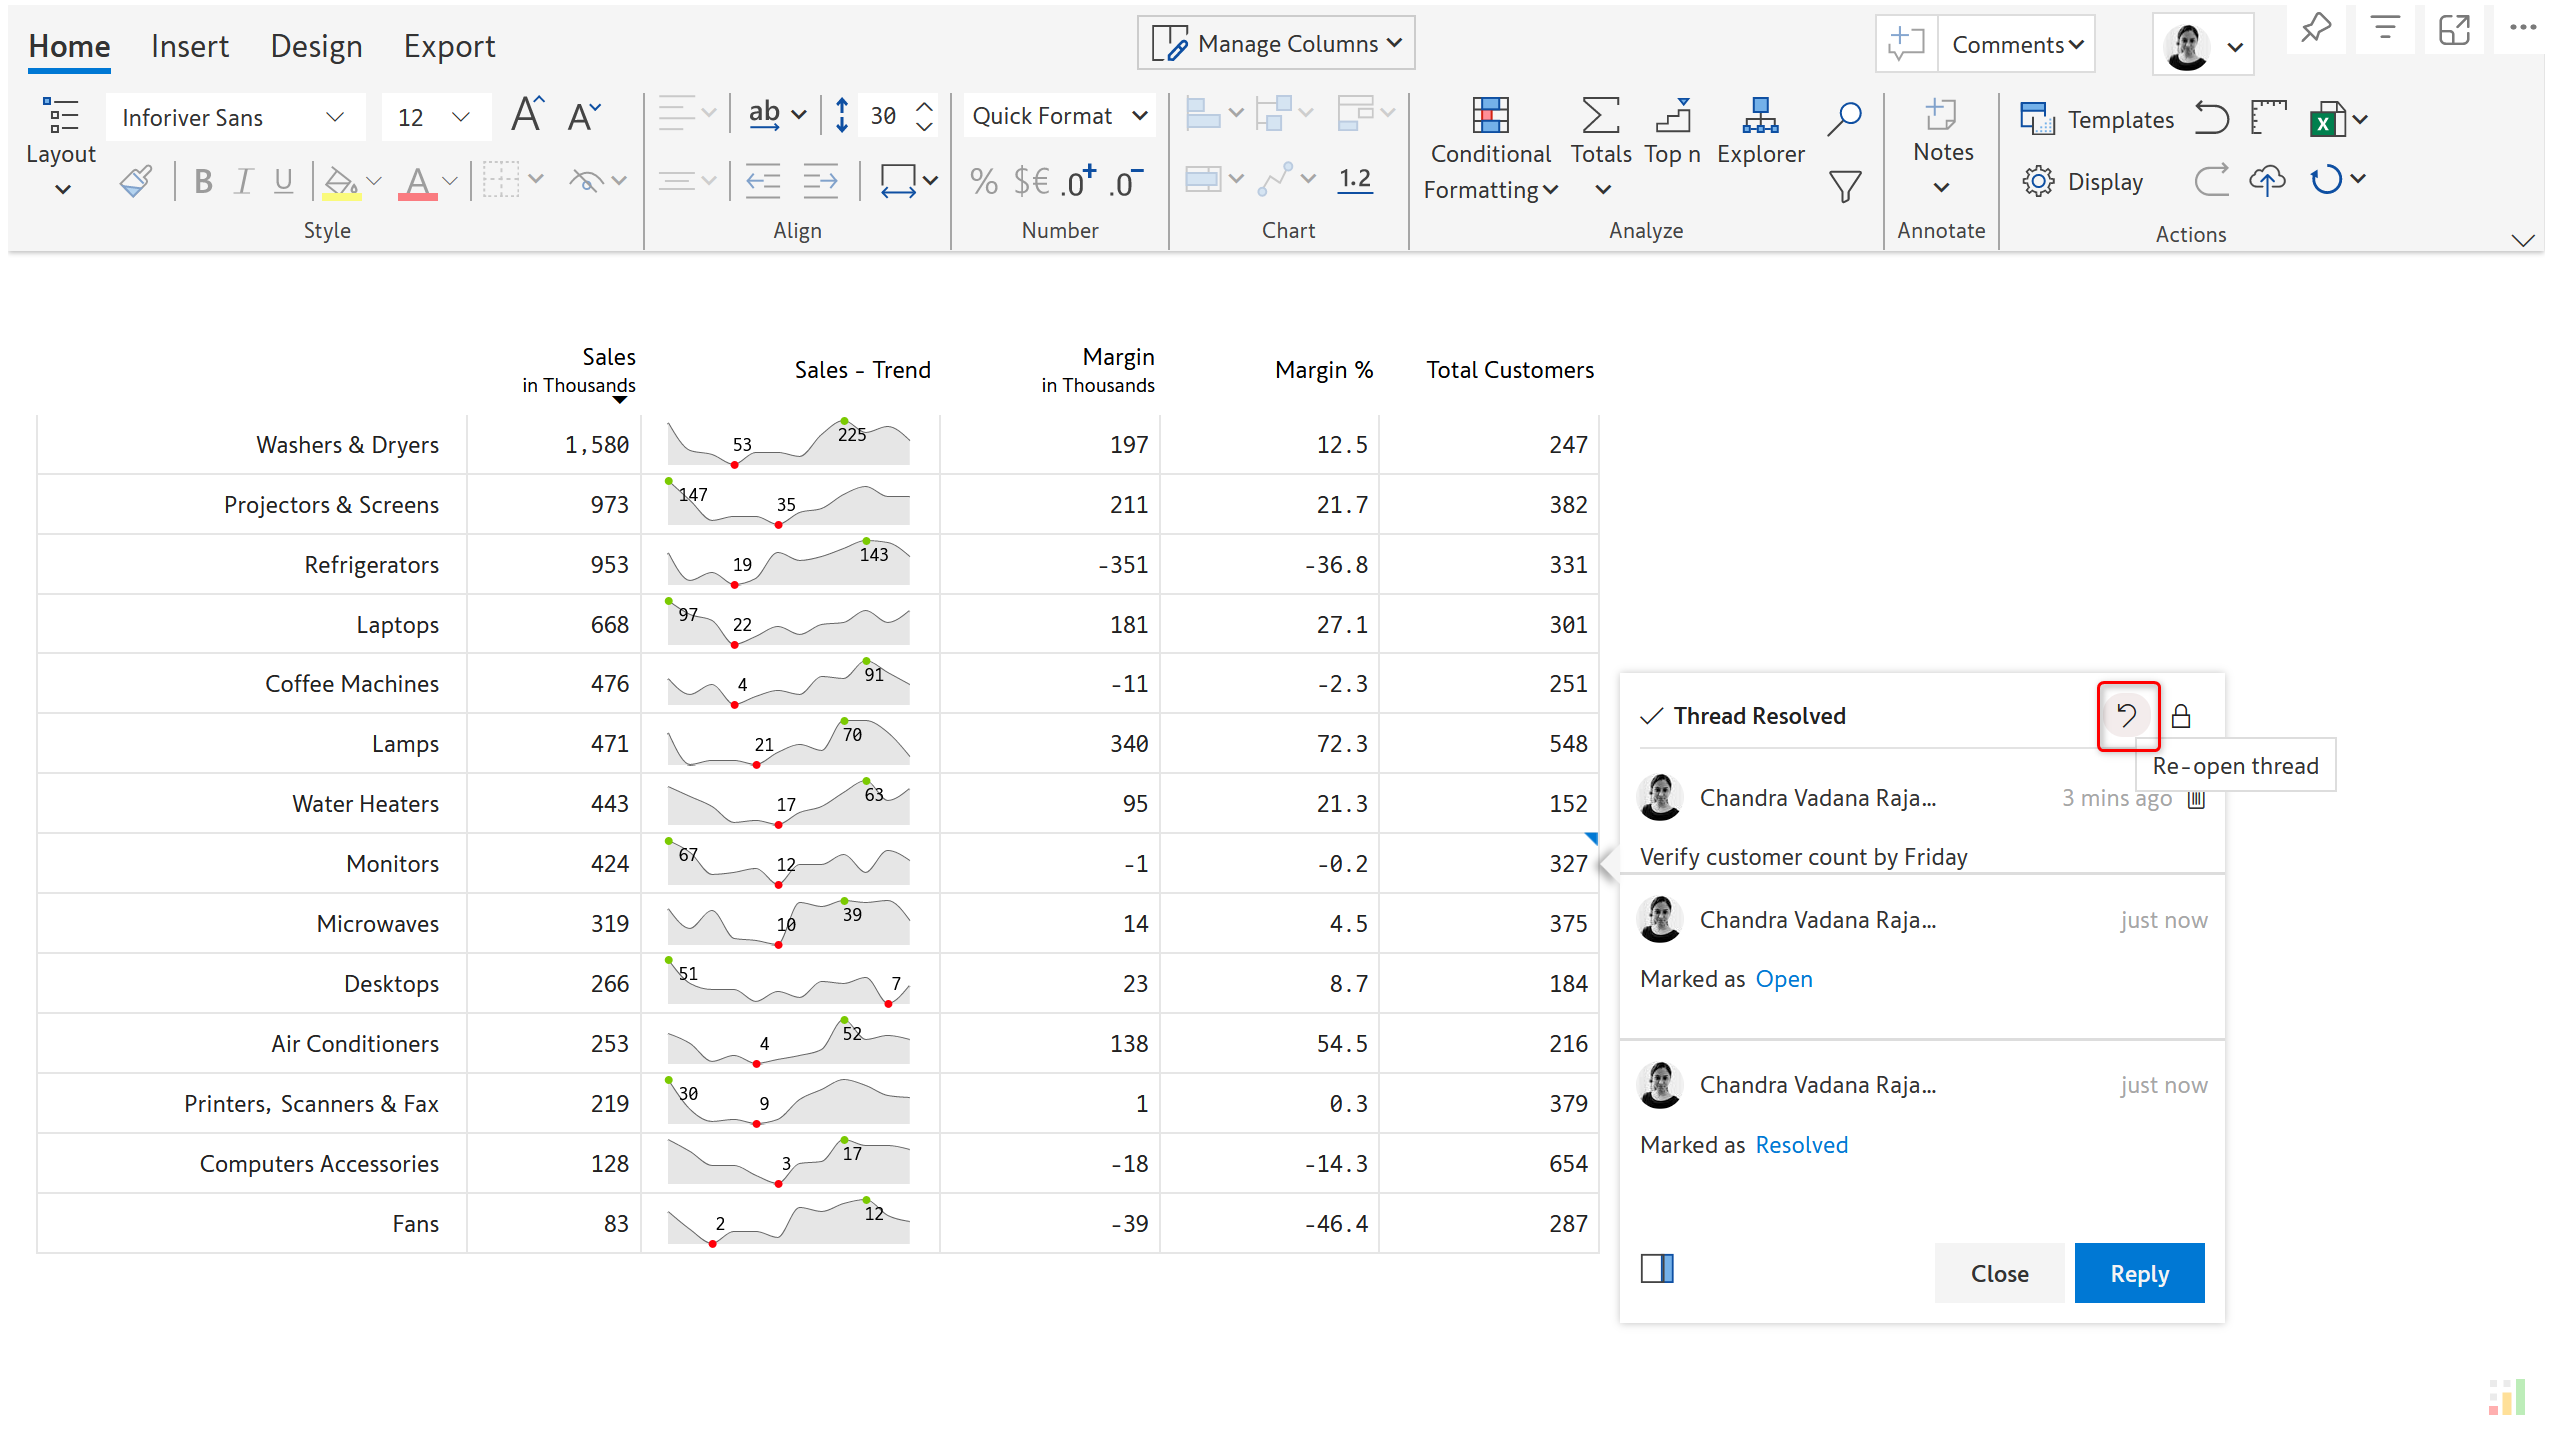 Home Insert Design Export Manage Columns Comments
Inforiver Sans 12 A A ab 30 Quick Format
Layout Conditional Formatting Totals Top n Explorer Notes Templates
B I U A % $€ .0+ .0- 1.2 Display
Style Align Number Chart Analyze Annotate Actions
Sales in Thousands Sales - Trend Margin in Thousands Margin % Total Customers
Washers & Dryers 1,580 53 225 197 12.5 247
Projectors & Screens 973 147 35 211 21.7 382
Refrigerators 953 19 143 -351 -36.8 331
Laptops 668 97 22 181 27.1 301
Coffee Machines 476 4 91 -11 -2.3 251
Lamps 471 21 70 340 72.3 548
Water Heaters 443 17 63 95 21.3 152
Monitors 424 67 12 -1 -0.2 327
Microwaves 319 10 39 14 4.5 375
Desktops 266 51 7 23 8.7 184
Air Conditioners 253 4 52 138 54.5 216
Printers, Scanners & Fax 219 30 9 1 0.3 379
Computers Accessories 128 3 17 -18 -14.3 654
Fans 83 2 12 -39 -46.4 287
Thread Resolved
Re-open thread
Chandra Vadana Raja... 3 mins ago
Verify customer count by Friday
Chandra Vadana Raja... just now
Marked as Open
Chandra Vadana Raja... just now
Marked as Resolved
Close Reply